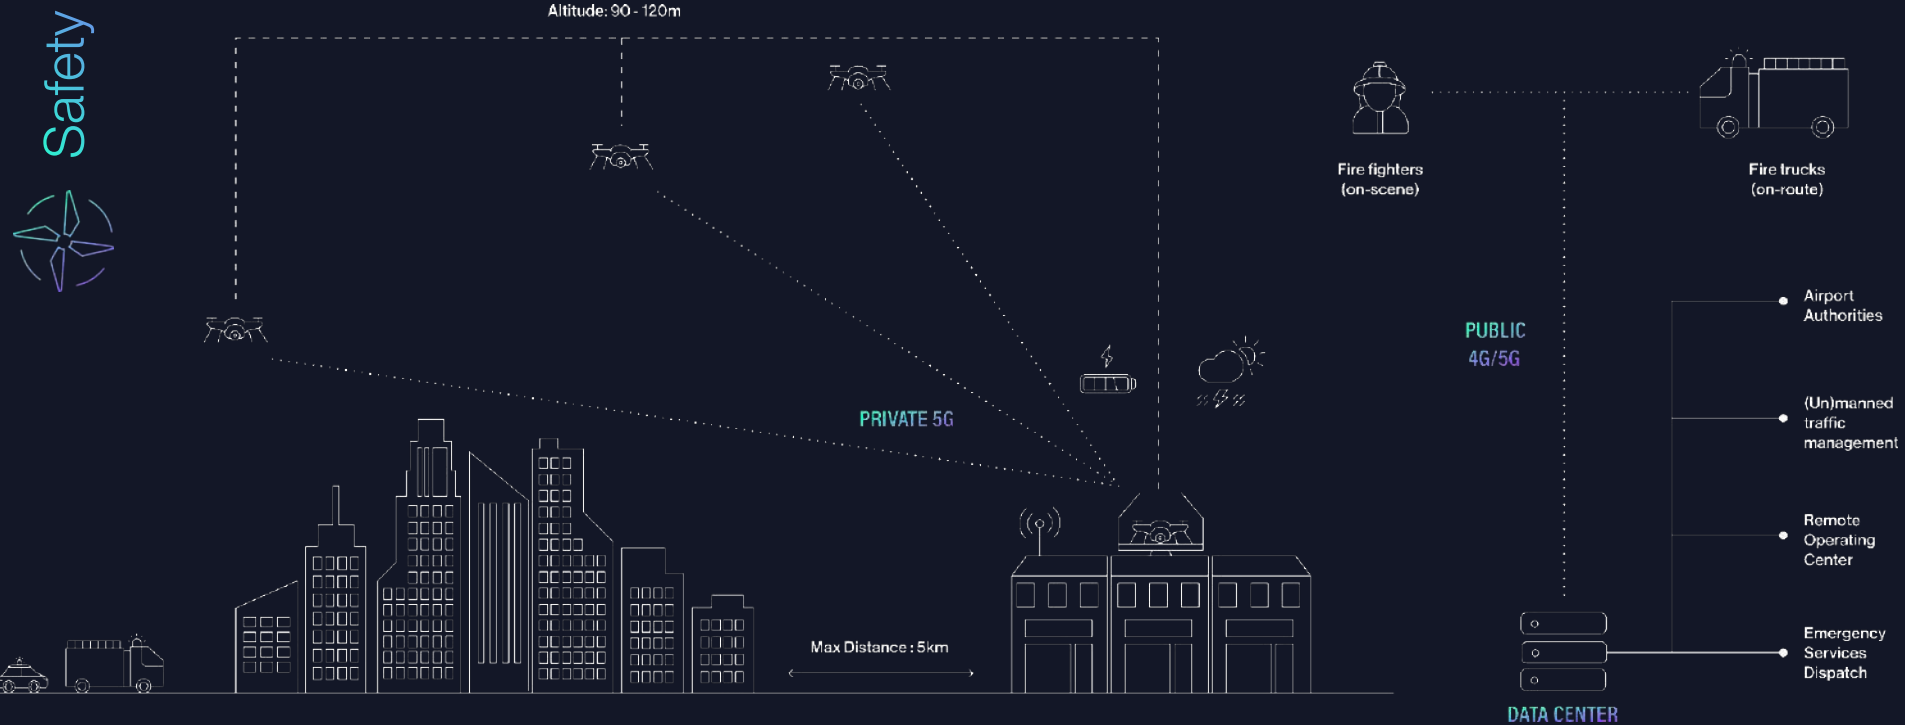 Safety
Altitude: 90 - 120m
Fire fighters
(on-scene)
Fire trucks
(on-route)
PRIVATE 5G
PUBLIC
4G/5G
Airport
Authorities
(Un)manned
traffic
management
Remote
Operating
Center
Emergency
Services
Dispatch
Max Distance : 5km
DATA CENTER